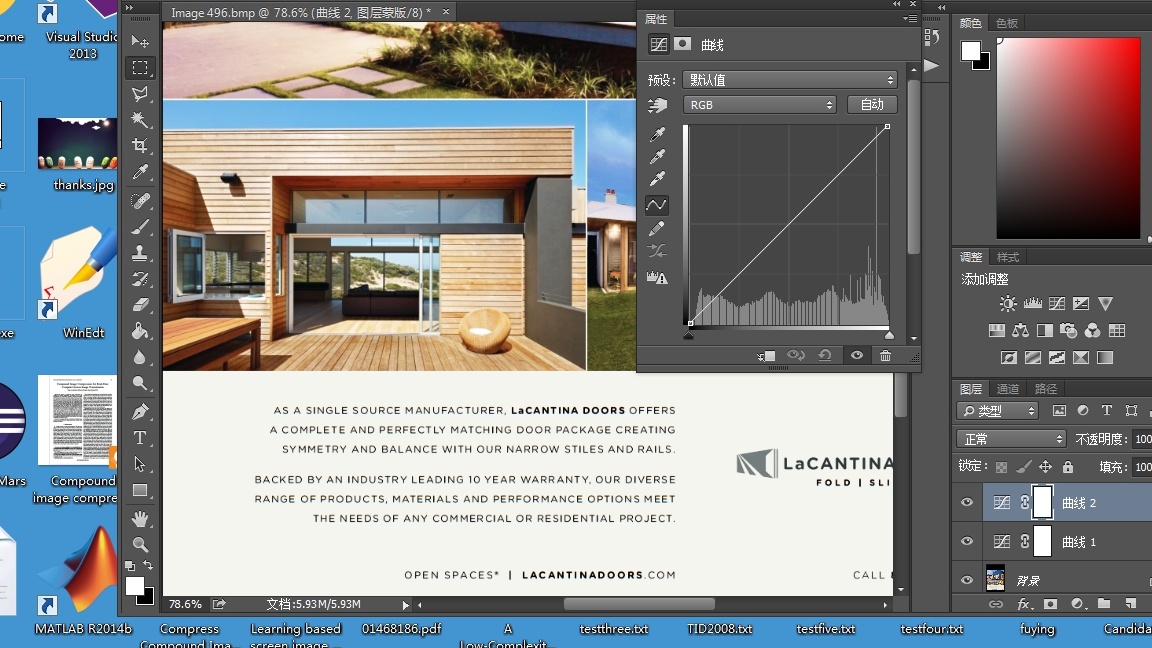 Image 496.bmp @ 78.6% (曲线 2, 图层蒙版/8) *
ome
Visual Studio
2013
thanks.jpg
WinEdt
exe
Mars
Compound
image compre
MATLAB R2014b
属性
曲线
预设:
默认值
RGB
自动
颜色
色板
调整
样式
添加调整
图层
通道
路径
类型
正常
不透明度:
100
锁定:
填充:
100
曲线 2
曲线 1
背景
AS A SINGLE SOURCE MANUFACTURER, LaCANTINA DOORS OFFERS
A COMPLETE AND PERFECTLY MATCHING DOOR PACKAGE CREATING
SYMMETRY AND BALANCE WITH OUR NARROW STILES AND RAILS.
BACKED BY AN INDUSTRY LEADING 10 YEAR WARRANTY, OUR DIVERSE
RANGE OF PRODUCTS, MATERIALS AND PERFORMANCE OPTIONS MEET
THE NEEDS OF ANY COMMERCIAL OR RESIDENTIAL PROJECT.
LaCANTINA
FOLD | SLI
OPEN SPACES* | LACANTINADOORS.COM
CALL
78.6%
文档:5.93M/5.93M
Compress
Compound Ima...
Learning based
screen image...
01468186.pdf
A
Low-Complexit...
testthree.txt
TID2008.txt
testfive.txt
testfour.txt
fuying
Candida